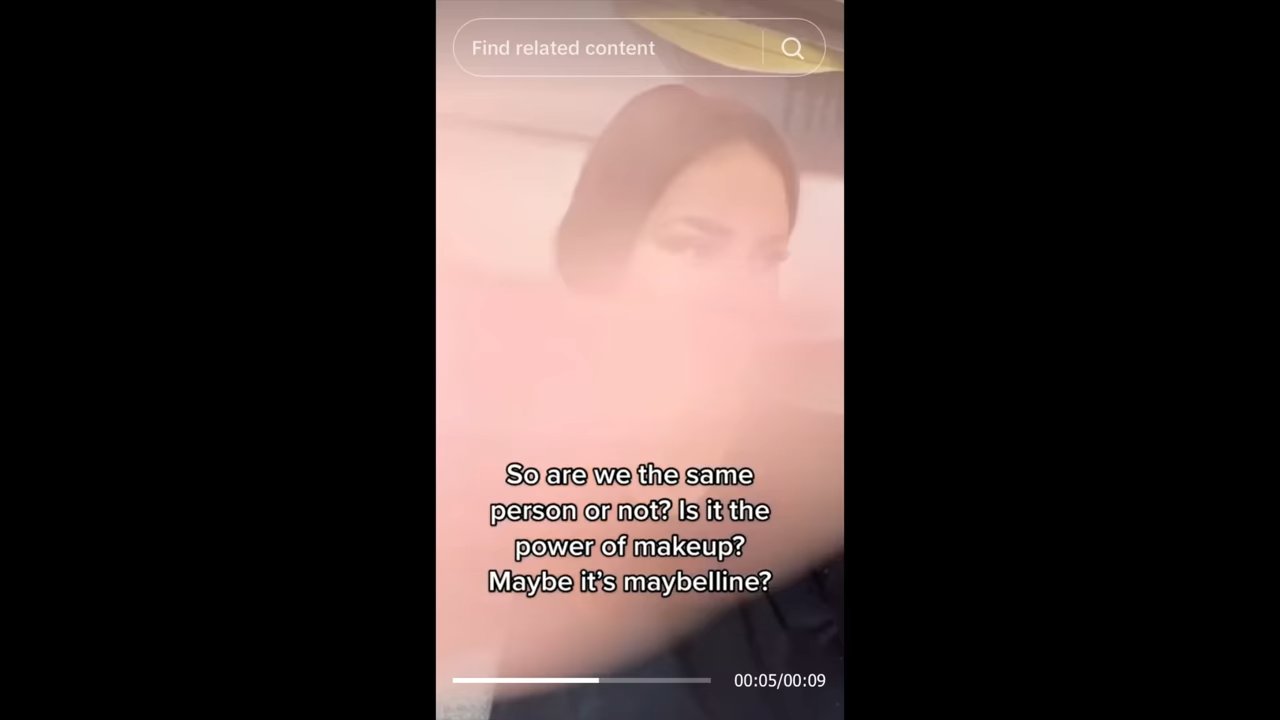 Find related content
So are we the same
person or not? Is it the
power of makeup?
Maybe it's maybelline?
00:05/00:09